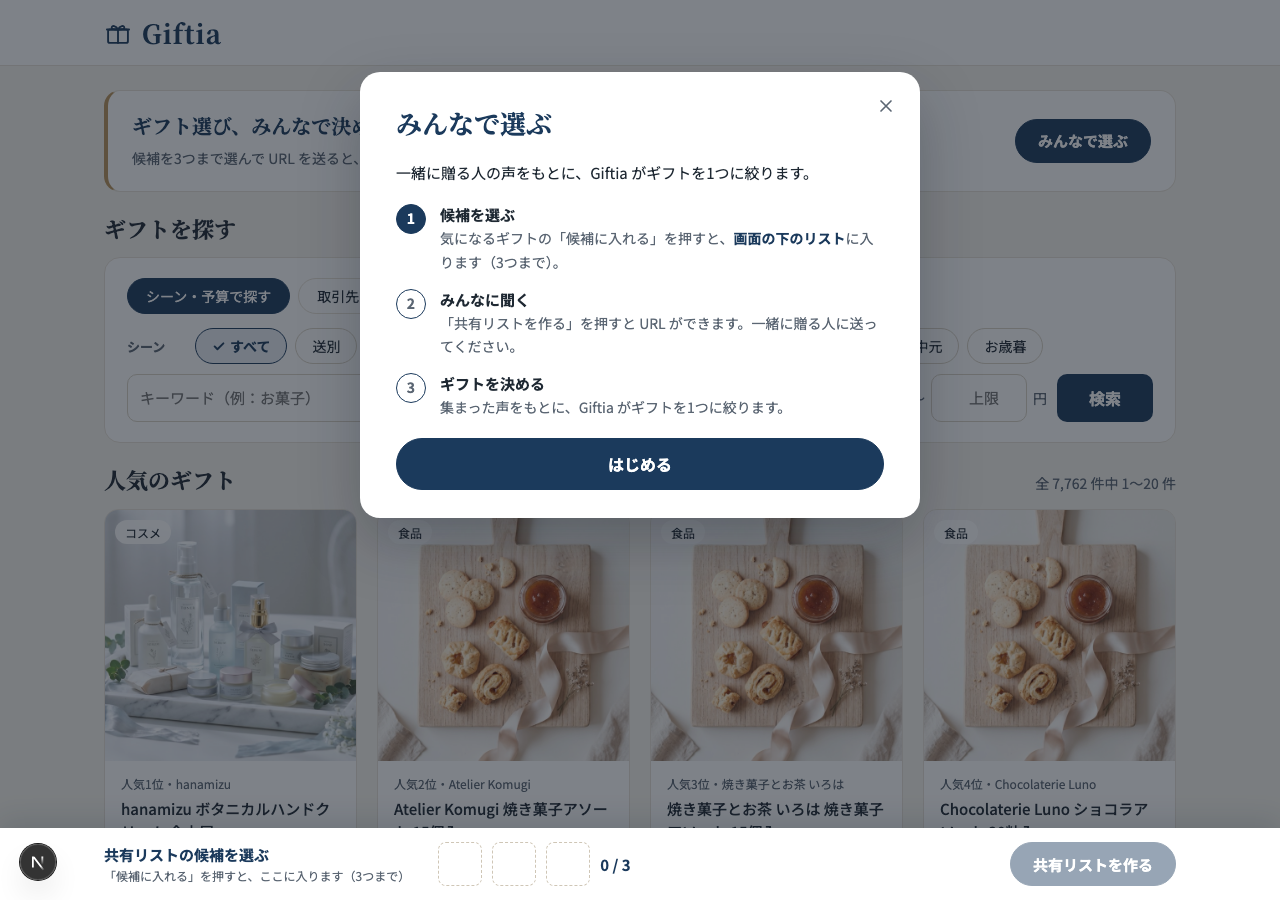 Giftia
ギフト選び、みんなで決め
候補を3つまで選んで URL を送ると、
みんなで選ぶ
みんなで選ぶ
一緒に贈る人の声をもとに、Giftia がギフトを1つに絞ります。
1 候補を選ぶ
気になるギフトの「候補に入れる」を押すと、画面の下のリストに入
ります（3つまで）。
2 みんなに聞く
「共有リストを作る」を押すと URL ができます。一緒に贈る人に送っ
てください。
3 ギフトを決める
集まった声をもとに、Giftia がギフトを1つに絞ります。
はじめる
ギフトを探す
シーン・予算で探す 取引先
シーン すべて 送別 中元 お歳暮
キーワード（例：お菓子） 〜 上限 円 検索
人気のギフト 全 7,762 件中 1〜20 件
コスメ 食品 食品 食品
人気1位・hanamizu
hanamizu ボタニカルハンドク
人気2位・Atelier Komugi
Atelier Komugi 焼き菓子アソー
人気3位・焼き菓子とお茶 いろは
焼き菓子とお茶 いろは 焼き菓子
人気4位・Chocolaterie Luno
Chocolaterie Luno ショコラア
N
共有リストの候補を選ぶ
「候補に入れる」を押すと、ここに入ります（3つまで）
0 / 3
共有リストを作る